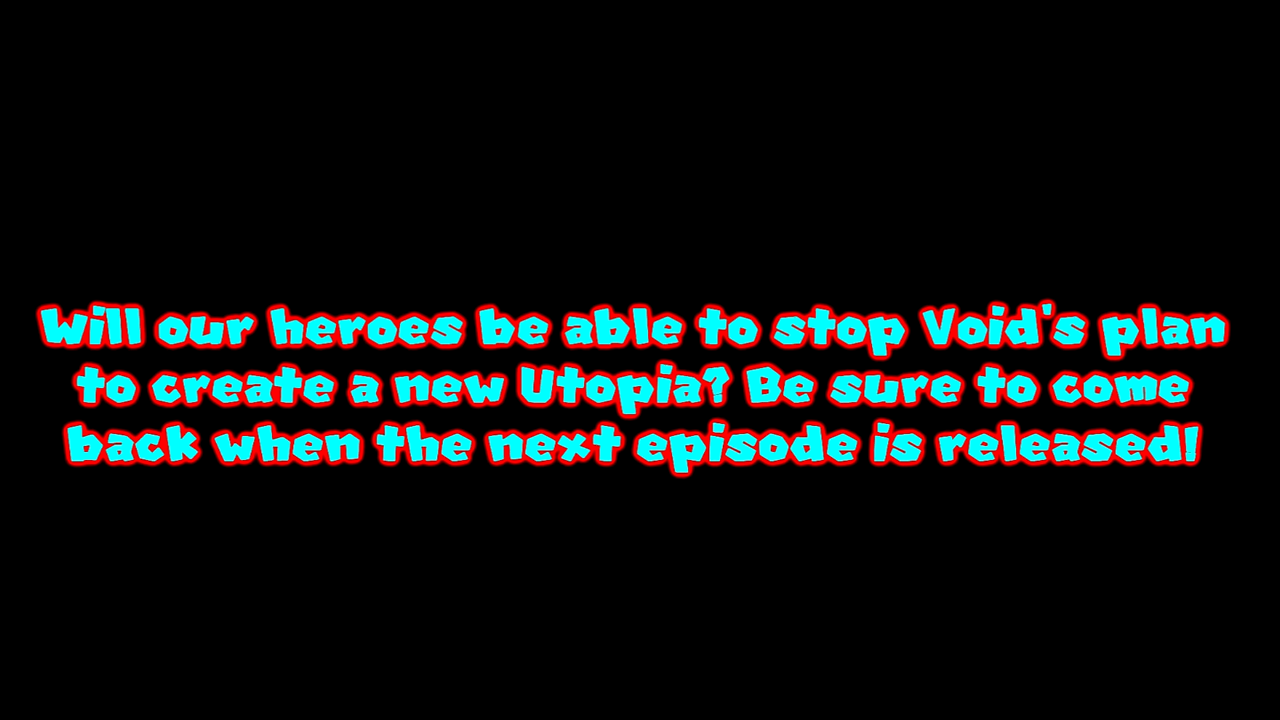 Will our heroes be able to stop Void's plan
to create a new Utopia? Be sure to come
back when the next episode is released!